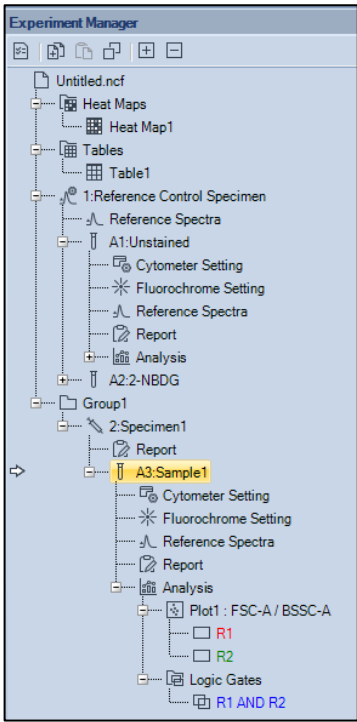 Experiment Manager
Untitled.ncf
Heat Maps
Heat Map1
Tables
Table1
1:Reference Control Specimen
Reference Spectra
A1:Unstained
Cytometer Setting
Fluorochrome Setting
Reference Spectra
Report
Analysis
A2:2-NBDG
Group1
2:Specimen1
Report
A3:Sample1
Cytometer Setting
Fluorochrome Setting
Reference Spectra
Report
Analysis
Plot1 : FSC-A / BSSC-A
R1
R2
Logic Gates
R1 AND R2